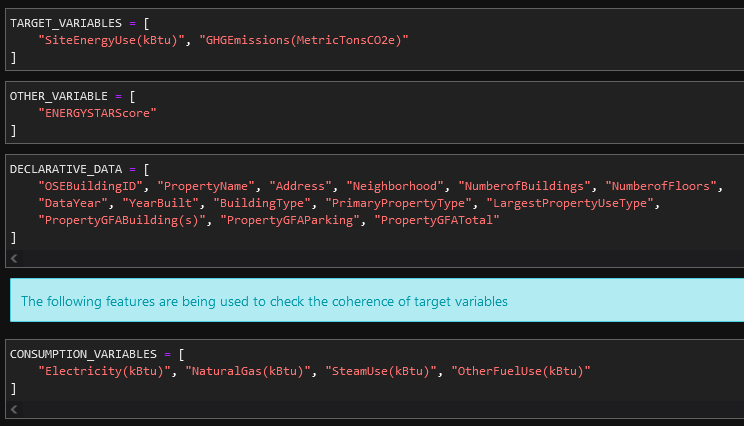 TARGET_VARIABLES = [
"SiteEnergyUse(kBtu)", "GHGEmissions(MetricTonsCO2e)"
]
OTHER_VARIABLE = [
"ENERGYSTARScore"
]
DECLARATIVE_DATA = [
"OSEBuildingID", "PropertyName", "Address", "Neighborhood", "NumberofBuildings", "NumberofFloors",
"DataYear", "YearBuilt", "BuildingType", "PrimaryPropertyType", "LargestPropertyUseType",
"PropertyGFABuilding(s)", "PropertyGFAParking", "PropertyGFATotal"
]
The following features are being used to check the coherence of target variables
CONSUMPTION_VARIABLES = [
"Electricity(kBtu)", "NaturalGas(kBtu)", "SteamUse(kBtu)", "OtherFuelUse(kBtu)"
]